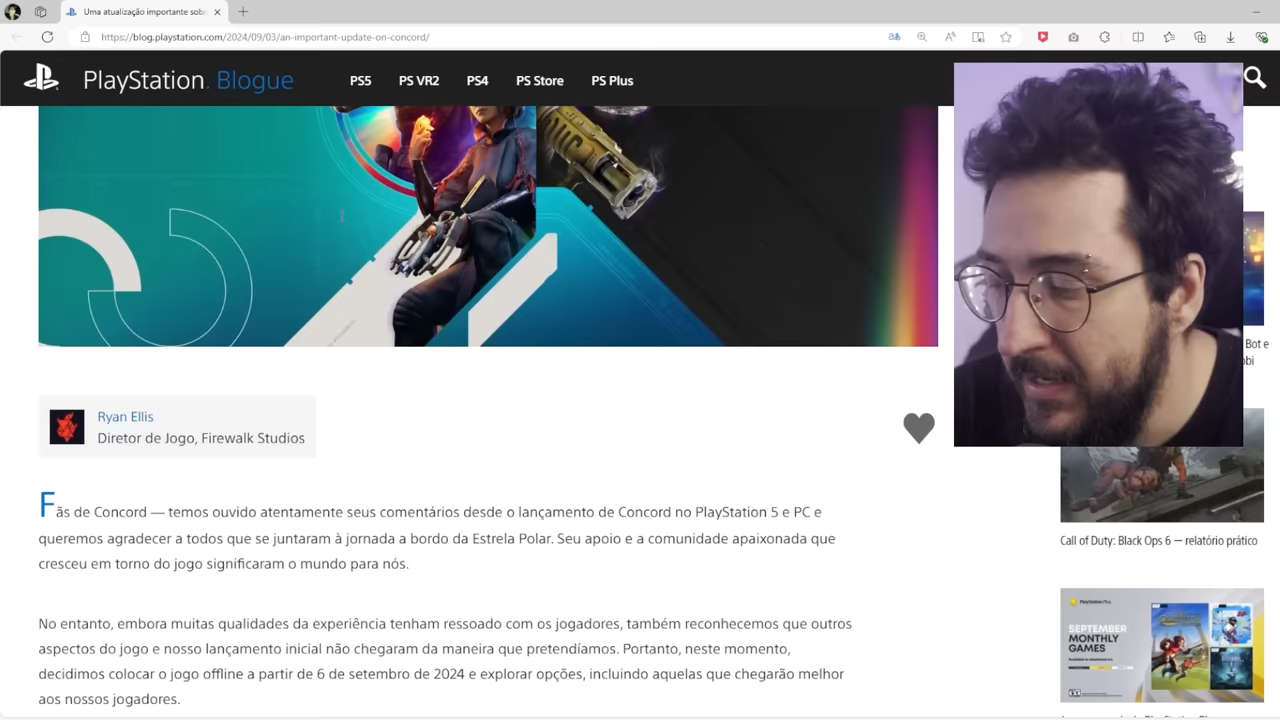 Uma atualização importante sobr
https://blog.playstation.com/2024/09/03/an-important-update-on-concord/
PlayStation. Blogue
PS5
PS VR2
PS4
PS Store
PS Plus
Bot e
obi
Ryan Ellis
Diretor de Jogo, Firewalk Studios
Fãs de Concord — temos ouvido atentamente seus comentários desde o lançamento de Concord no PlayStation 5 e PC e
queremos agradecer a todos que se juntaram à jornada a bordo da Estrela Polar. Seu apoio e a comunidade apaixonada que
cresceu em torno do jogo significaram o mundo para nós.
Call of Duty: Black Ops 6 — relatório prático
No entanto, embora muitas qualidades da experiência tenham ressoado com os jogadores, também reconhecemos que outros
aspectos do jogo e nosso lançamento inicial não chegaram da maneira que pretendíamos. Portanto, neste momento,
decidimos colocar o jogo offline a partir de 6 de setembro de 2024 e explorar opções, incluindo aquelas que chegarão melhor
aos nossos jogadores.
PlayStation.Plus
SEPTEMBER
MONTHLY
GAMES